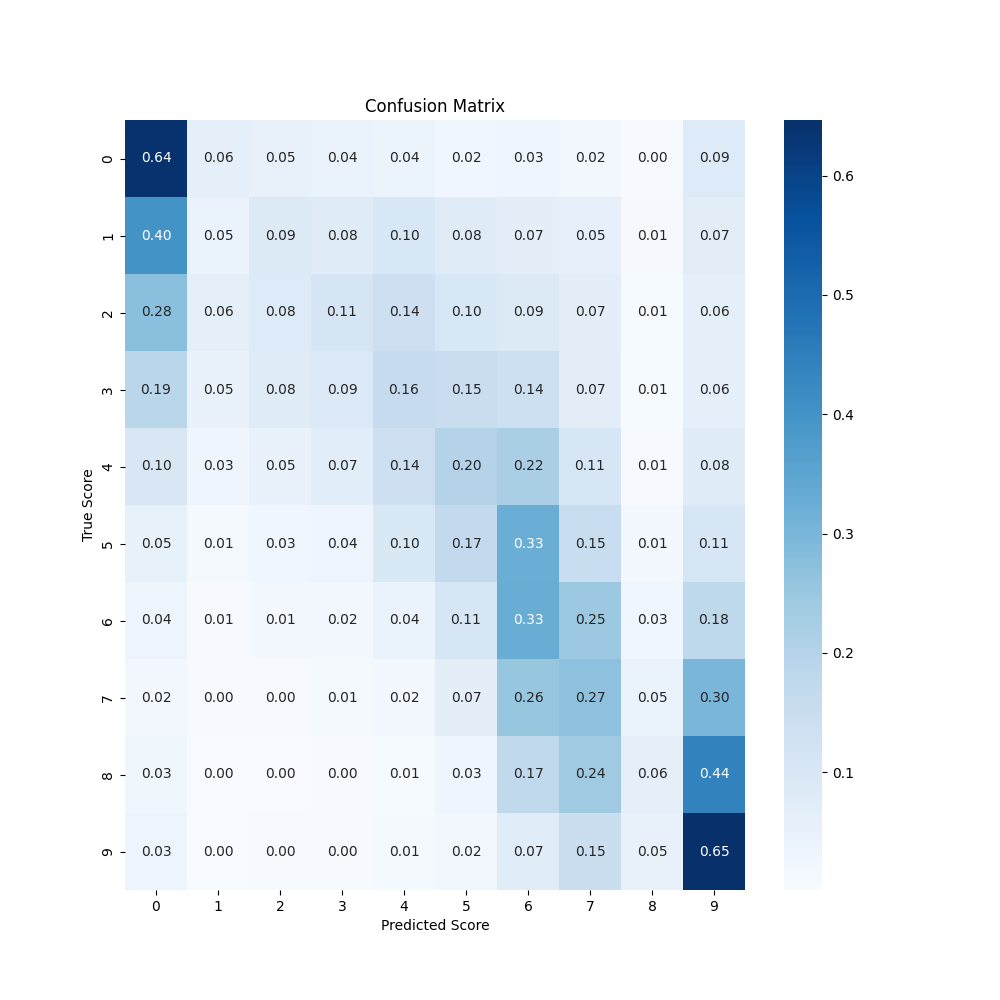 Confusion Matrix
0 0.64 0.06 0.05 0.04 0.04 0.02 0.03 0.02 0.00 0.09
1 0.40 0.05 0.09 0.08 0.10 0.08 0.07 0.05 0.01 0.07
2 0.28 0.06 0.08 0.11 0.14 0.10 0.09 0.07 0.01 0.06
3 0.19 0.05 0.08 0.09 0.16 0.15 0.14 0.07 0.01 0.06
4 0.10 0.03 0.05 0.07 0.14 0.20 0.22 0.11 0.01 0.08
5 0.05 0.01 0.03 0.04 0.10 0.17 0.33 0.15 0.01 0.11
6 0.04 0.01 0.01 0.02 0.04 0.11 0.33 0.25 0.03 0.18
7 0.02 0.00 0.00 0.01 0.02 0.07 0.26 0.27 0.05 0.30
8 0.03 0.00 0.00 0.00 0.01 0.03 0.17 0.24 0.06 0.44
9 0.03 0.00 0.00 0.00 0.01 0.02 0.07 0.15 0.05 0.65
0 1 2 3 4 5 6 7 8 9
Predicted Score
True Score
0.6
0.5
0.4
0.3
0.2
0.1